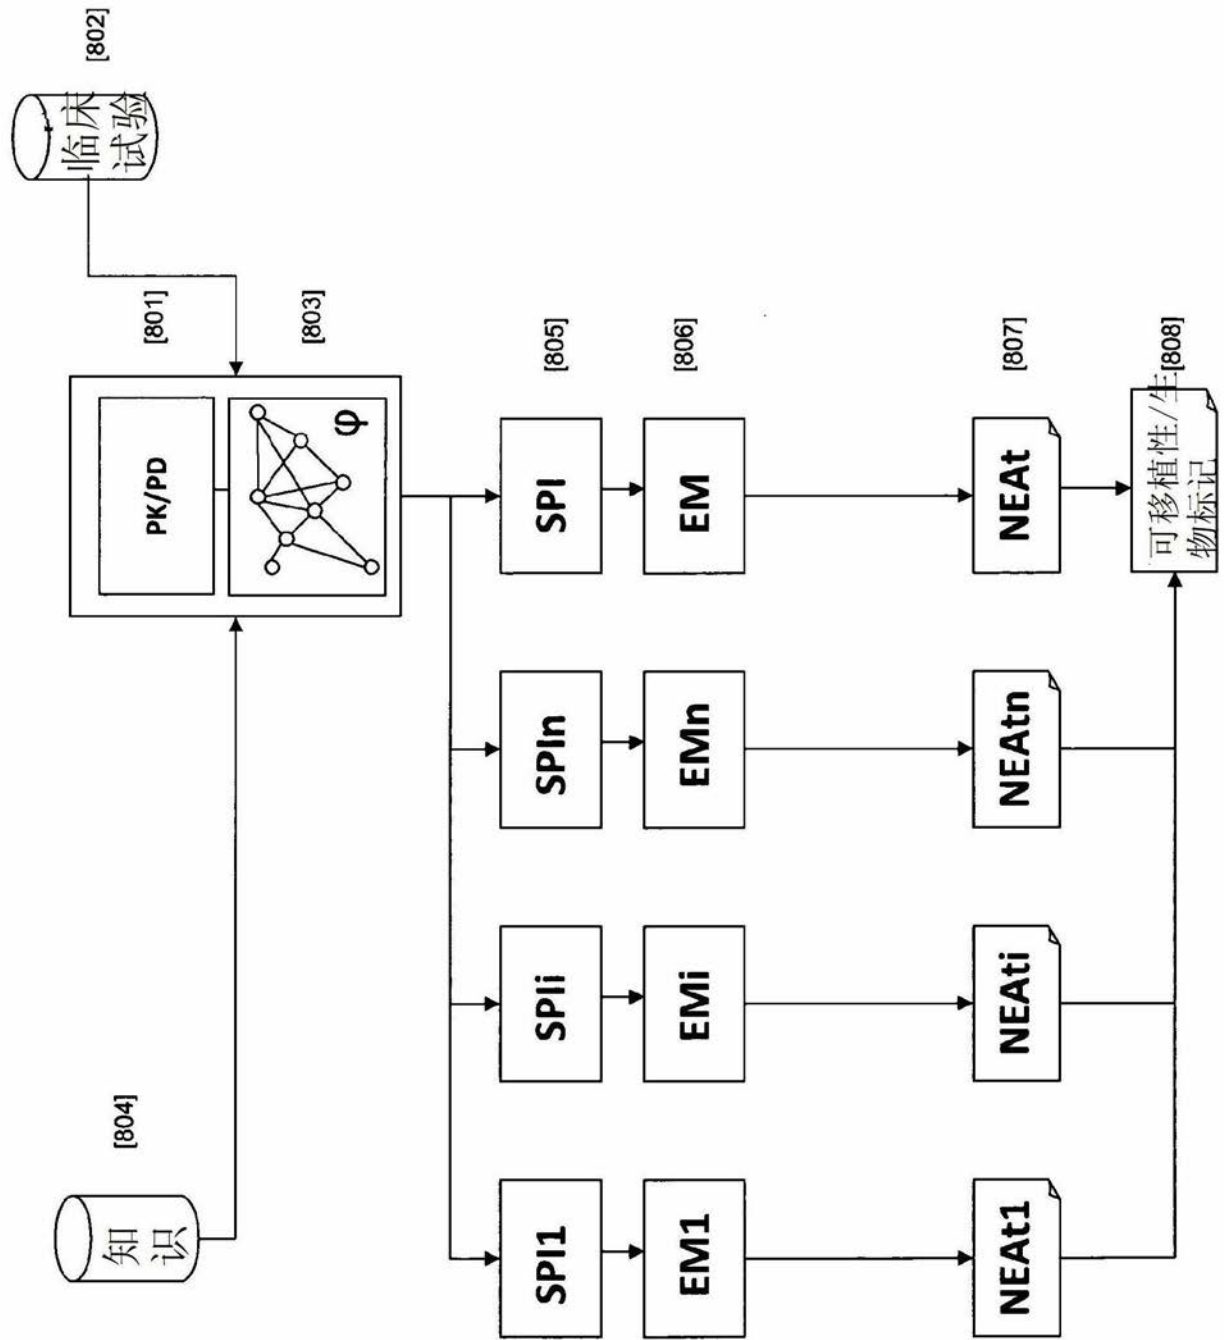 [802]
临床
试验
[801]
[803]
PK/PD
φ
[804]
知
识
[805]
SPI1
SPIi
SPIn
SPI
[806]
EM1
EMi
EMn
EM
[807]
NEAt1
NEAti
NEAtn
NEAt
[808]
可移植性/生
物标记